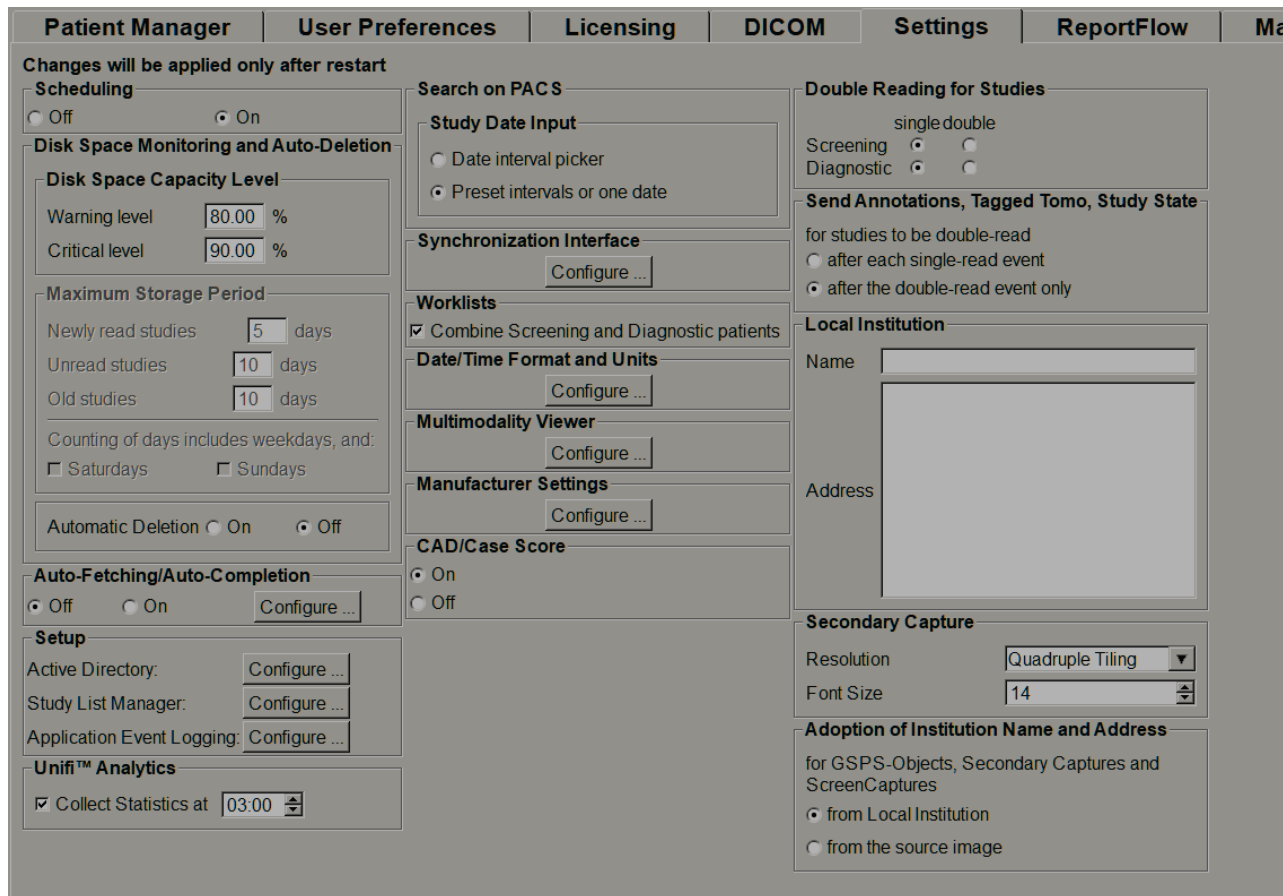 Patient Manager
User Preferences
Licensing
DICOM
Settings
ReportFlow
Ma
Changes will be applied only after restart
Scheduling
Off On
Disk Space Monitoring and Auto-Deletion
Disk Space Capacity Level
Warning level 80.00 %
Critical level 90.00 %
Maximum Storage Period
Newly read studies 5 days
Unread studies 10 days
Old studies 10 days
Counting of days includes weekdays, and:
Saturdays Sundays
Automatic Deletion On Off
Auto-Fetching/Auto-Completion
Off On Configure ...
Setup
Active Directory: Configure ...
Study List Manager: Configure ...
Application Event Logging: Configure ...
Unifi™ Analytics
Collect Statistics at 03:00
Search on PACS
Study Date Input
Date interval picker
Preset intervals or one date
Synchronization Interface
Configure ...
Worklists
Combine Screening and Diagnostic patients
Date/Time Format and Units
Configure ...
Multimodality Viewer
Configure ...
Manufacturer Settings
Configure ...
CAD/Case Score
On
Off
Double Reading for Studies
single double
Screening
Diagnostic
Send Annotations, Tagged Tomo, Study State
for studies to be double-read
after each single-read event
after the double-read event only
Local Institution
Name
Address
Secondary Capture
Resolution Quadruple Tiling
Font Size 14
Adoption of Institution Name and Address
for GSPS-Objects, Secondary Captures and
ScreenCaptures
from Local Institution
from the source image